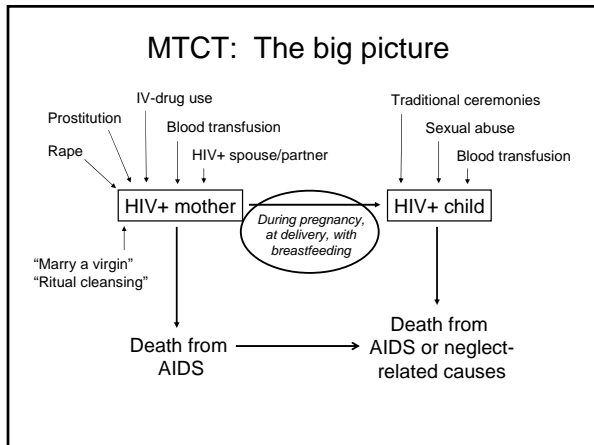 MTCT:  The big picture
IV-drug use
Prostitution
Blood transfusion
Rape
HIV+ spouse/partner
HIV+ mother
“Marry a virgin”
“Ritual cleansing”
During pregnancy,
at delivery, with
breastfeeding
Traditional ceremonies
Sexual abuse
Blood transfusion
HIV+ child
Death from
AIDS
Death from
AIDS or neglect-
related causes